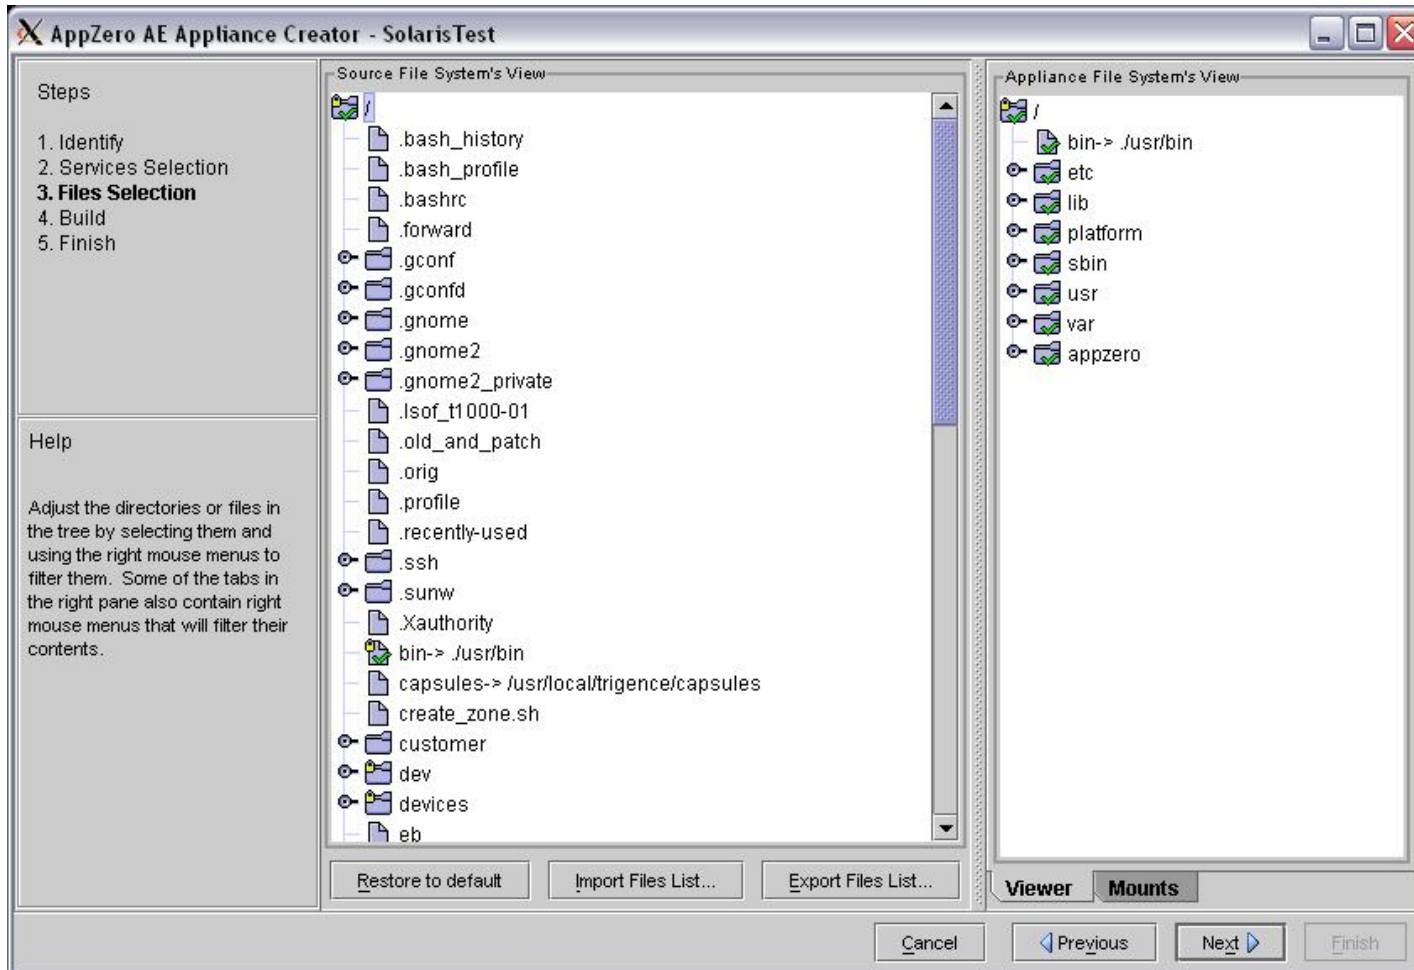 AppZero AE Appliance Creator - SolarisTest
Steps
1. Identify
2. Services Selection
3. Files Selection
4. Build
5. Finish
Help
Adjust the directories or files in
the tree by selecting them and
using the right mouse menus to
filter them.  Some of the tabs in
the right pane also contain right
mouse menus that will filter their
contents.
Source File System's View
/
.bash_history
.bash_profile
.bashrc
.forward
.gconf
.gconfd
.gnome
.gnome2
.gnome2_private
.lsof_t1000-01
.old_and_patch
.orig
.profile
.recently-used
.ssh
.sunw
.Xauthority
bin-> ./usr/bin
capsules-> /usr/local/trigence/capsules
create_zone.sh
customer
dev
devices
eb
Restore to default
Import Files List...
Export Files List...
Appliance File System's View
/
bin-> ./usr/bin
etc
lib
platform
sbin
usr
var
appzero
Viewer
Mounts
Cancel
Previous
Next
Finish